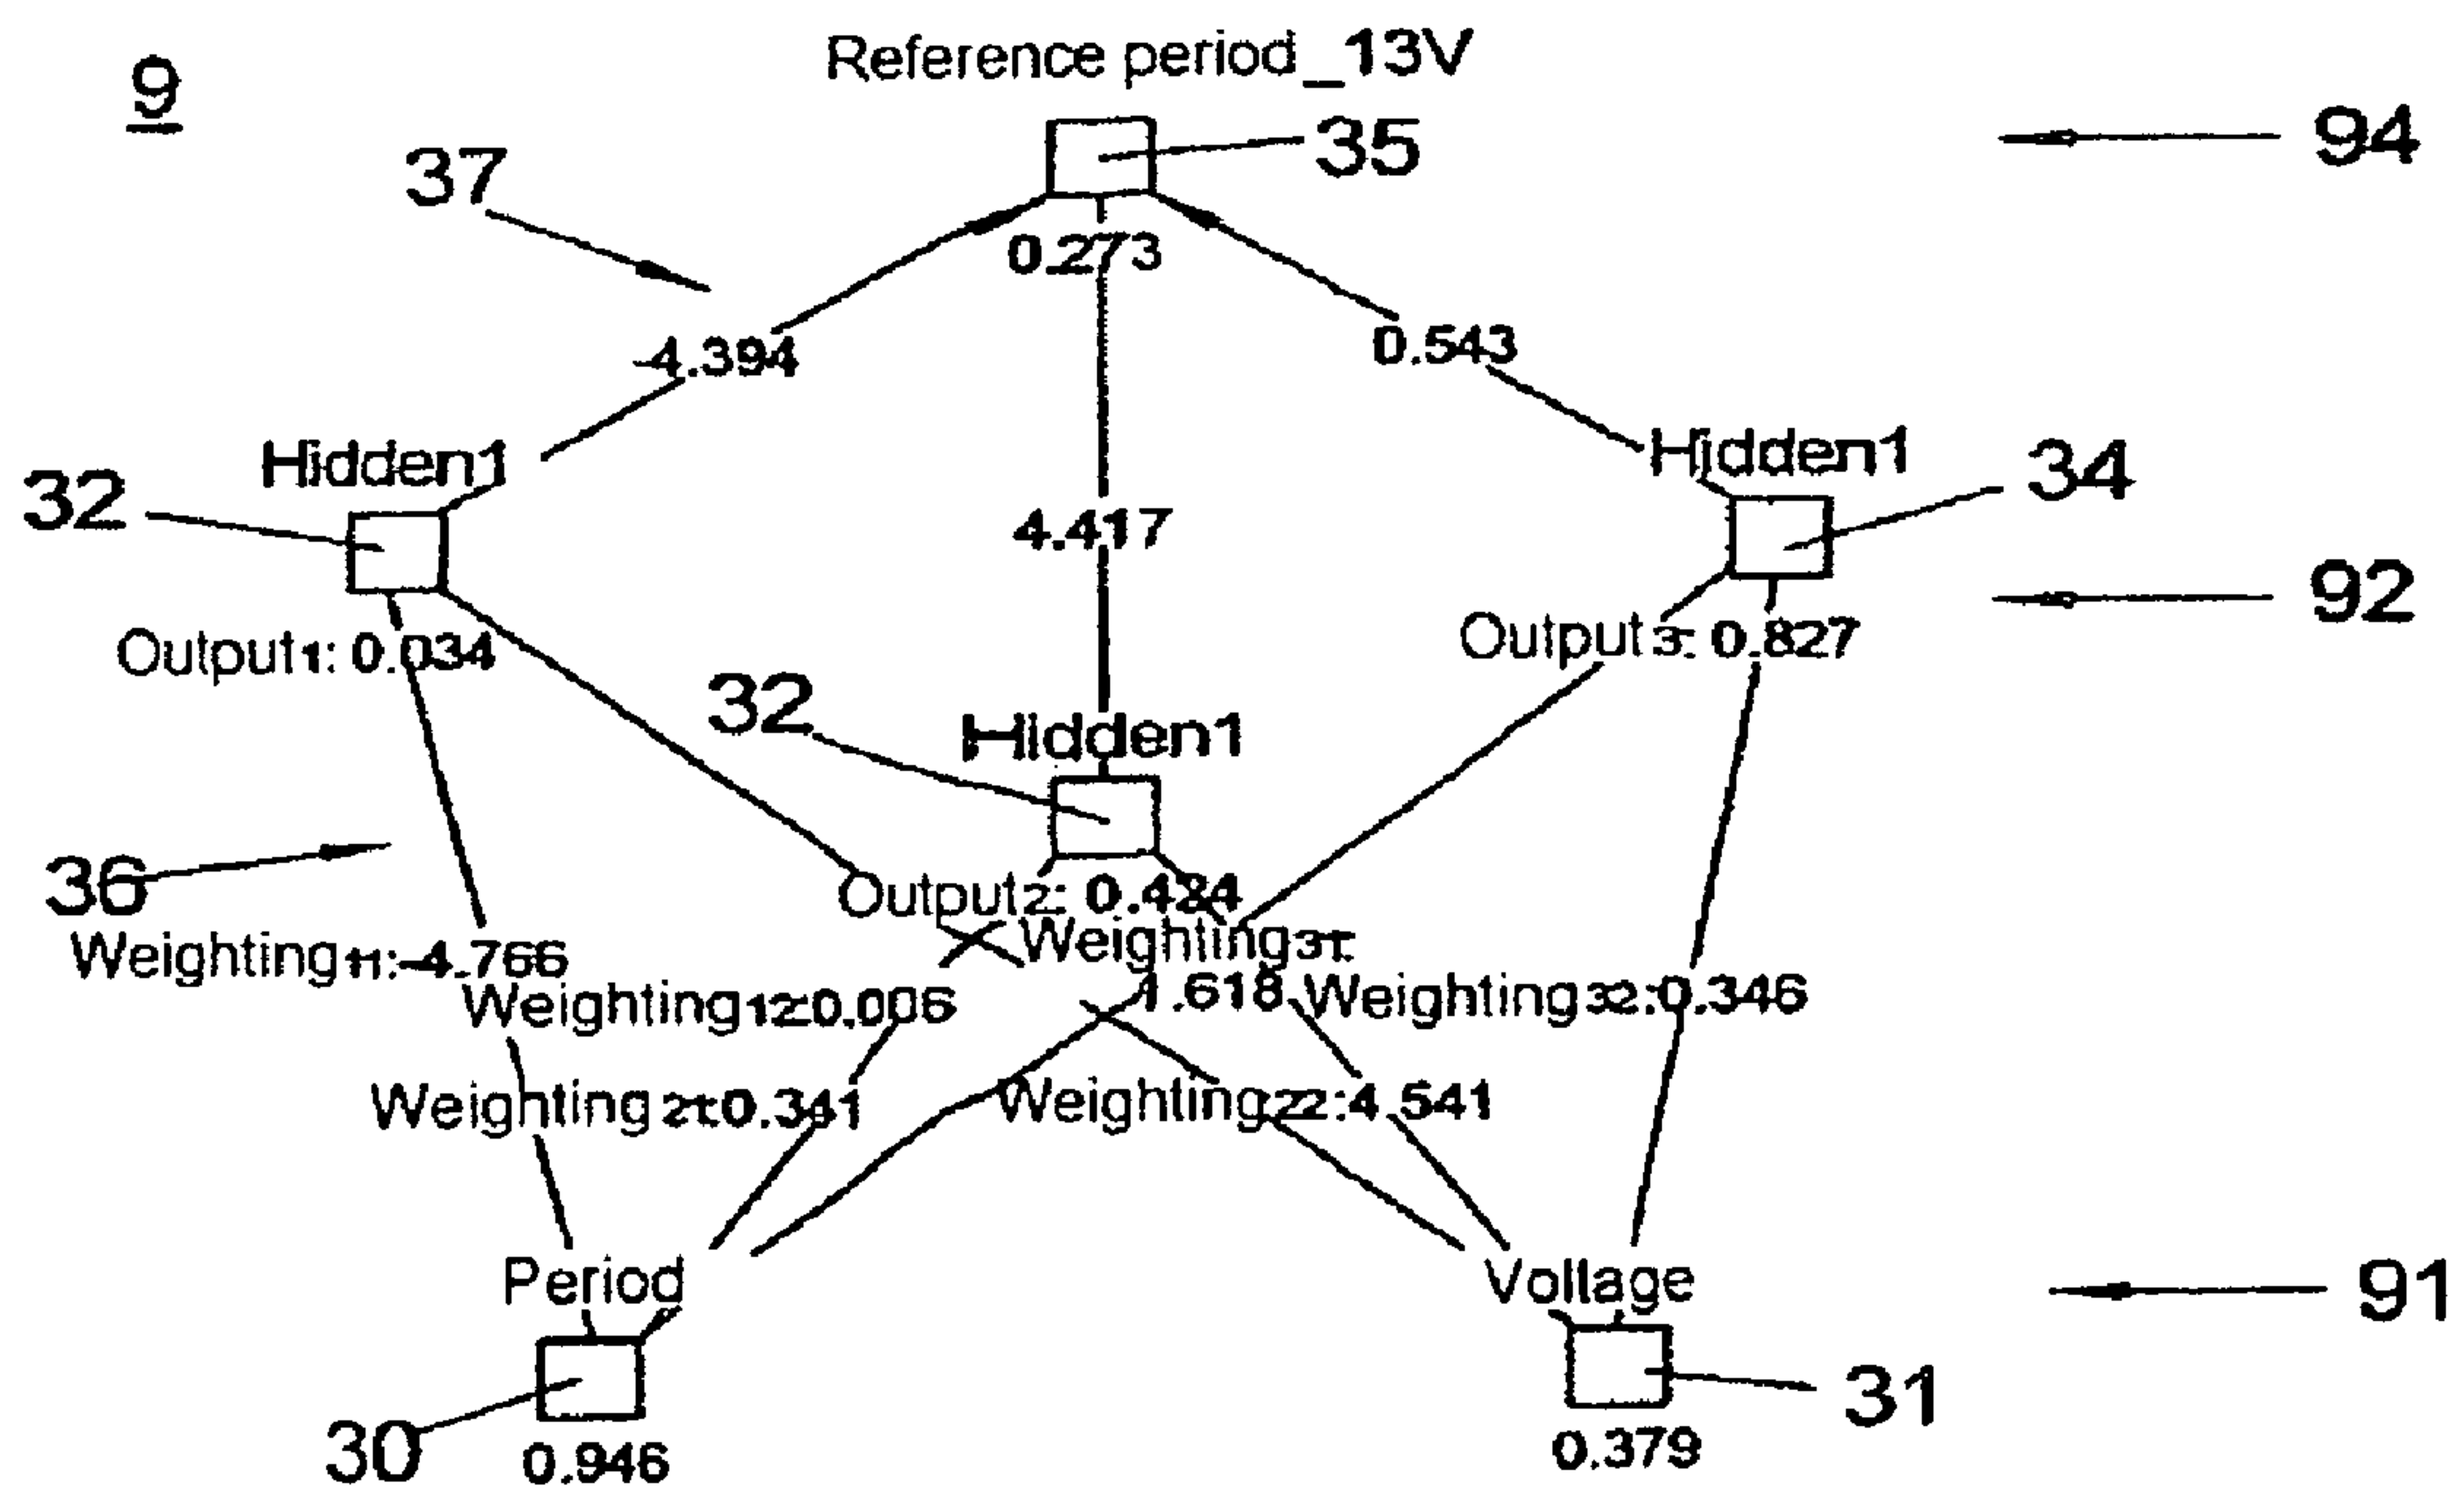 Reference period_13V
9
35
94
37
0.273
-4.394
0.543
Hidden1
Hidden1
32
34
4.417
92
Output1: 0.034
Output3: 0.827
32
Hidden1
36
Output2: 0.424
Weighting11:-4.766
Weighting31:
1.618
Weighting12:0.006
Weighting32:0.346
Weighting21:0.341
Weighting22:4.541
Period
Vollage
91
30
0.946
31
0.379